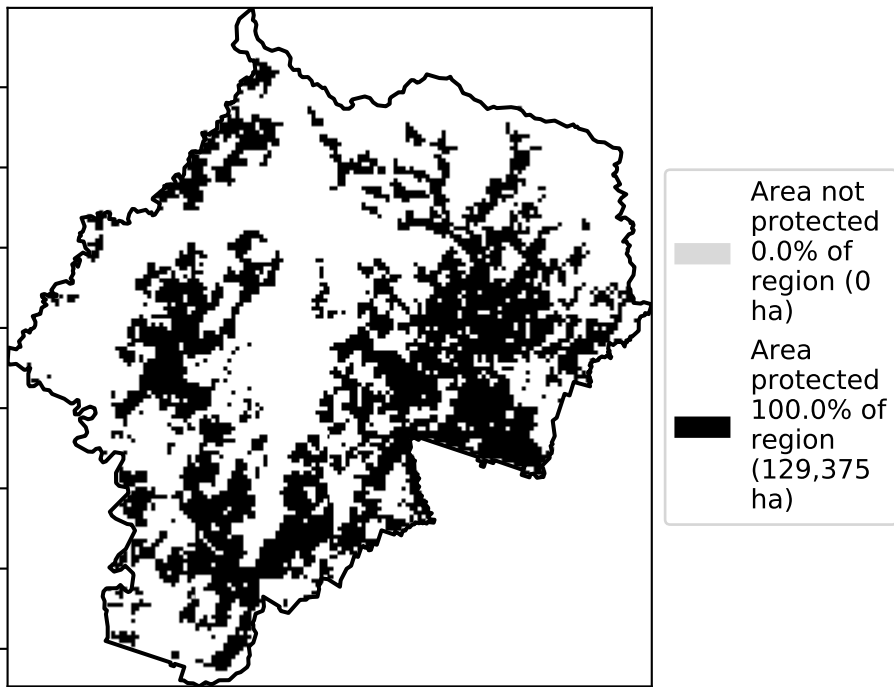 Area not
protected
0.0% of
region (0
ha)
Area
protected
100.0% of
region
(129,375
ha)